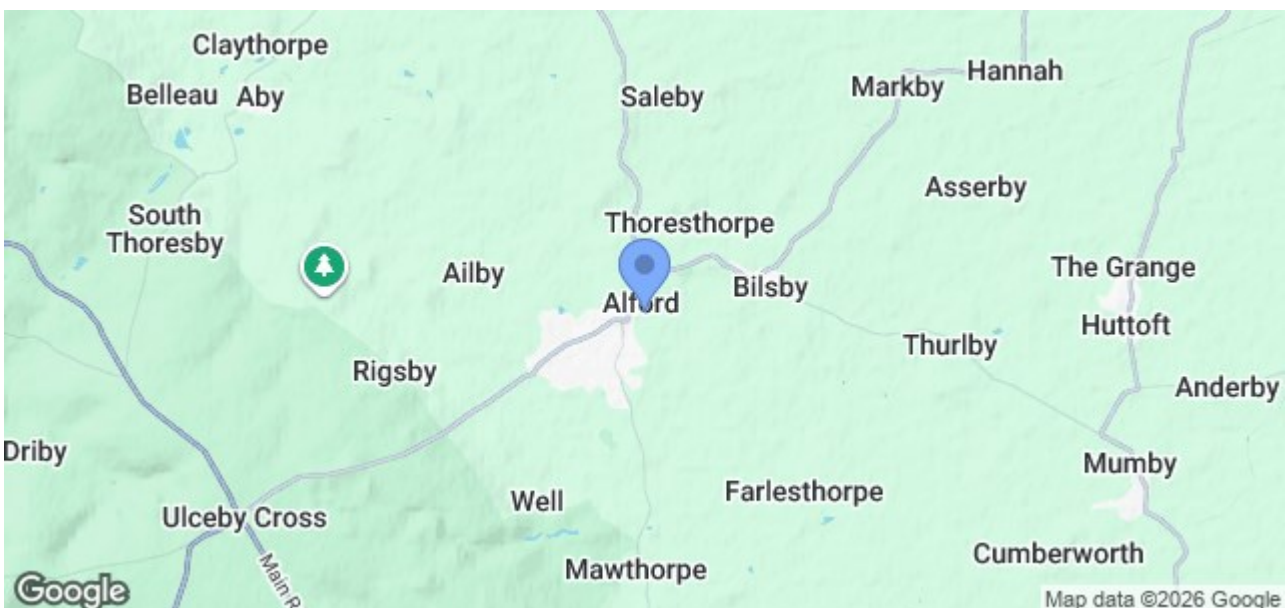 Claythorpe
Belleau
Aby
Saleby
Markby
Hannah
Asserby
South
Thoresby
Thoresthorpe
Ailby
Alford
Bilsby
The Grange
Huttoft
Rigsby
Thurlby
Anderby
Driby
Mumby
Well
Farlesthorpe
Ulceby Cross
Cumberworth
Mawthorpe
Main R
Google
Map data ©2026 Google